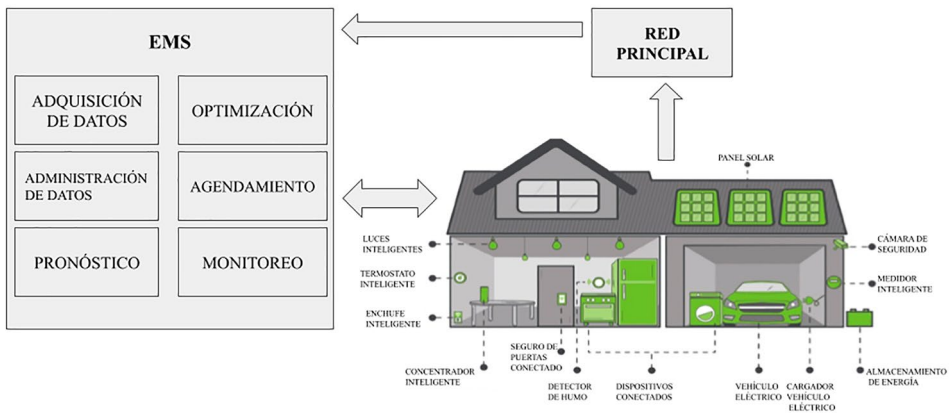 EMS
ADQUISICIÓN
DE DATOS
OPTIMIZACIÓN
ADMINISTRACIÓN
DE DATOS
AGENDAMIENTO
PRONÓSTICO
MONITOREO
RED
PRINCIPAL
PANEL SOLAR
LUCES
INTELIGENTES
TERMOSTATO
INTELIGENTE
ENCHUFE
INTELIGENTE
CÁMARA DE
SEGURIDAD
MEDIDOR
INTELIGENTE
CONCENTRADOR
INTELIGENTE
SEGURO DE
PUERTAS
CONECTADO
DETECTOR
DE HUMO
DISPOSITIVOS
CONECTADOS
VEHÍCULO
ELÉCTRICO
CARGADOR
VEHÍCULO
ELÉCTRICO
ALMACENAMIENTO
DE ENERGÍA